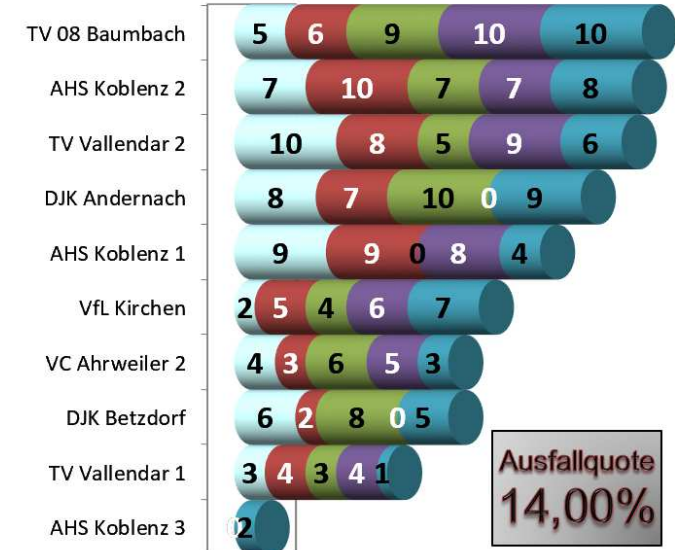 TV 08 Baumbach 5 6 9 10 10
AHS Koblenz 2 7 10 7 7 8
TV Vallendar 2 10 8 5 9 6
DJK Andernach 8 7 10 0 9
AHS Koblenz 1 9 9 0 8 4
VfL Kirchen 2 5 4 6 7
VC Ahrweiler 2 4 3 6 5 3
DJK Betzdorf 6 2 8 0 5
TV Vallendar 1 3 4 3 4 1
AHS Koblenz 3 0 2
Ausfallquote
14,00%